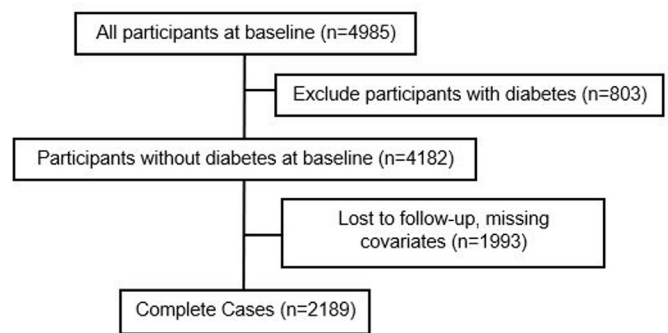 All participants at baseline (n=4985)
Exclude participants with diabetes (n=803)
Participants without diabetes at baseline (n=4182)
Lost to follow-up, missing
covariates (n=1993)
Complete Cases (n=2189)